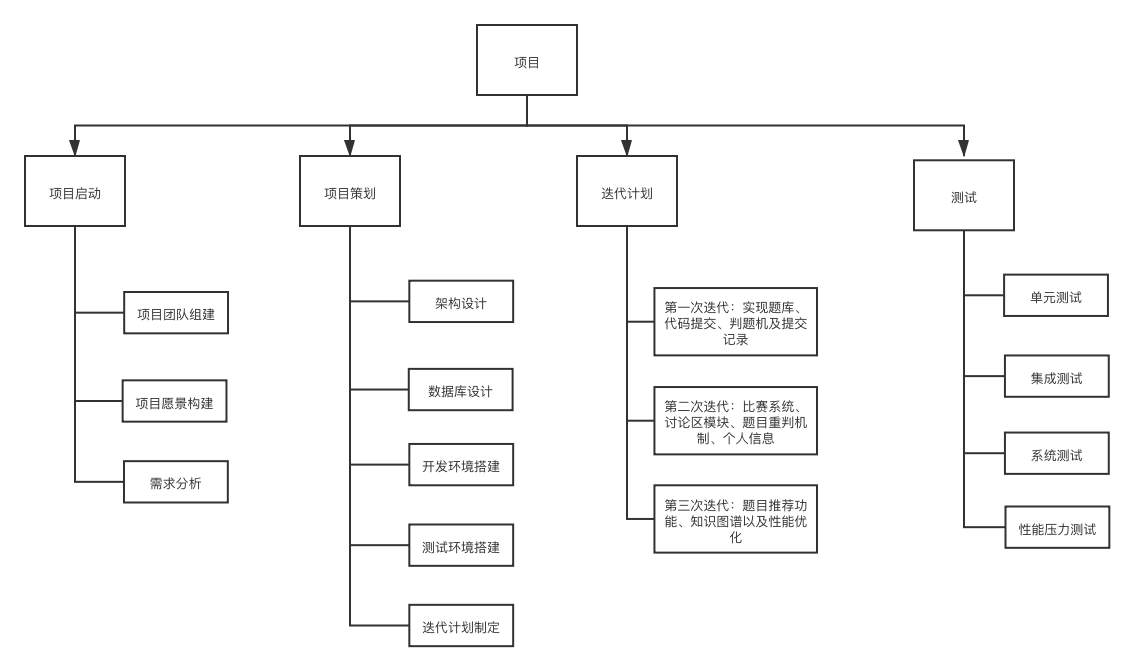 项目
项目启动
项目策划
迭代计划
测试
项目团队组建
项目愿景构建
需求分析
架构设计
数据库设计
开发环境搭建
测试环境搭建
迭代计划制定
第一次迭代：实现题库、
代码提交、判题机及提交
记录
第二次迭代：比赛系统、
讨论区模块、题目重判机
制、个人信息
第三次迭代：题目推荐功
能、知识图谱以及性能优
化
单元测试
集成测试
系统测试
性能压力测试